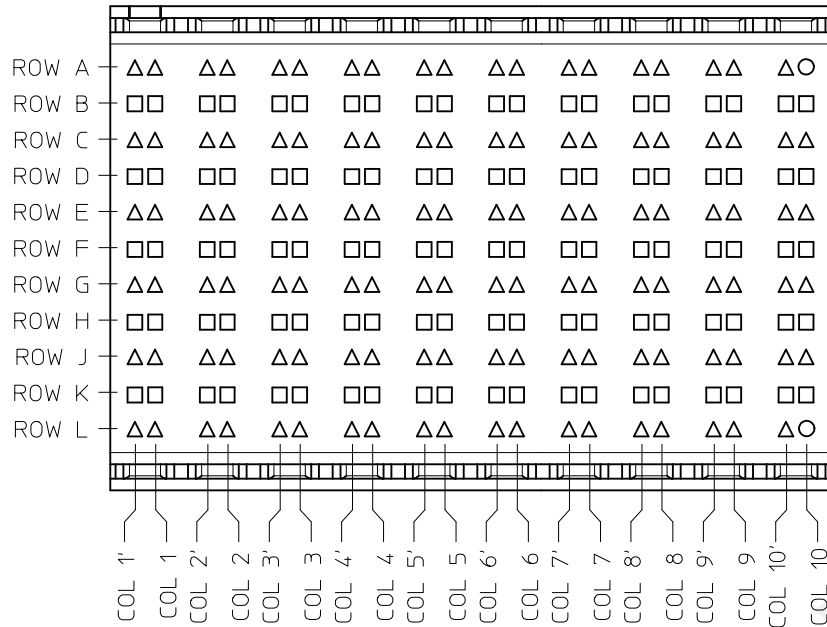 ROW A
ROW B
ROW C
ROW D
ROW E
ROW F
ROW G
ROW H
ROW J
ROW K
ROW L
COL 1'
COL 1
COL 2'
COL 2
COL 3'
COL 3
COL 4'
COL 4
COL 5'
COL 5
COL 6'
COL 6
COL 7'
COL 7
COL 8'
COL 8
COL 9'
COL 9
COL 10'
COL 10